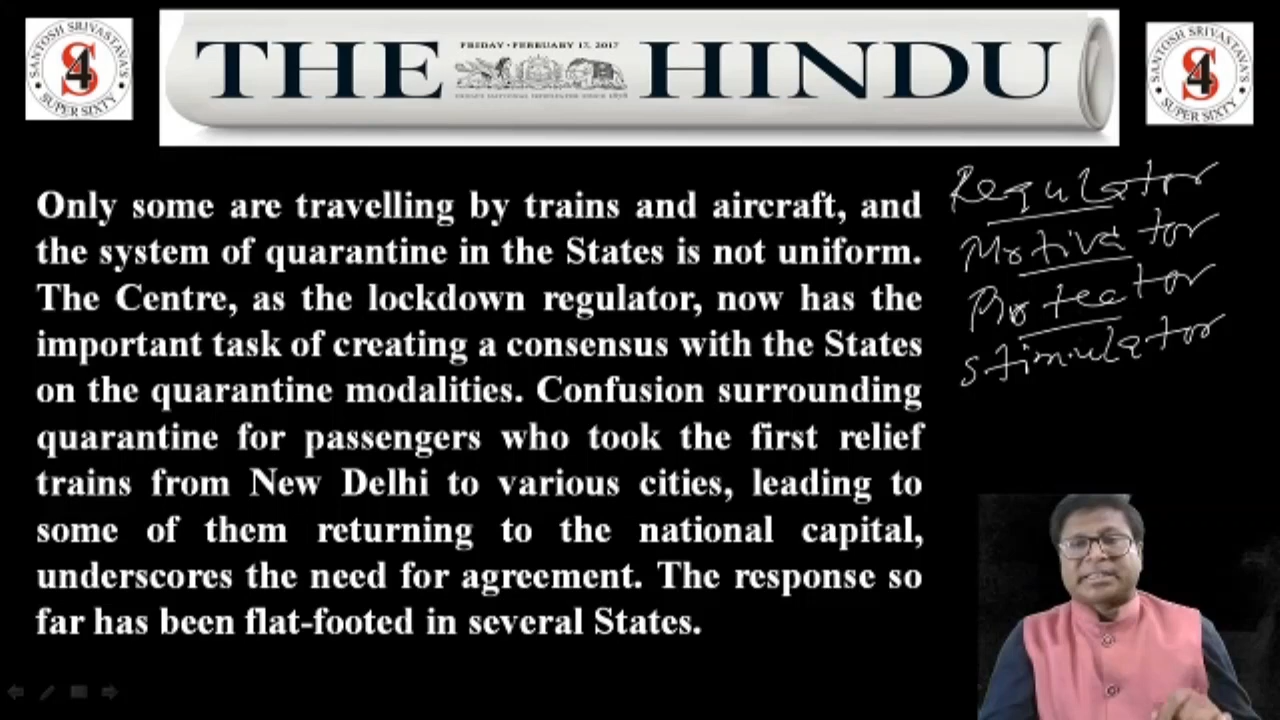 SANTOSH SRIVASTAVA'S
S4
SUPER SIXTY
THE HINDU
FRIDAY • FEBRUARY 17, 2017
SANTOSH SRIVASTAVA'S
S4
SUPER SIXTY
Only some are travelling by trains and aircraft, and
the system of quarantine in the States is not uniform.
The Centre, as the lockdown regulator, now has the
important task of creating a consensus with the States
on the quarantine modalities. Confusion surrounding
quarantine for passengers who took the first relief
trains from New Delhi to various cities, leading to
some of them returning to the national capital,
underscores the need for agreement. The response so
far has been flat-footed in several States.
Regulator
Motivator
Protector
Stimulator